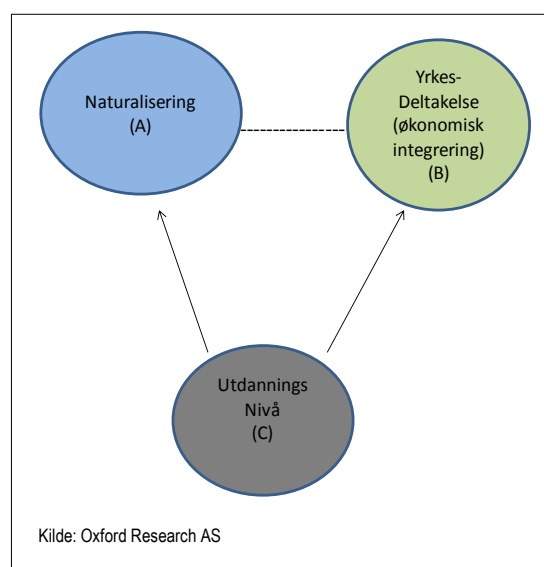 Naturalisering
(A)
Yrkes-
Deltakelse
(økonomisk
integrering)
(B)
Utdannings
Nivå
(C)
Kilde: Oxford Research AS